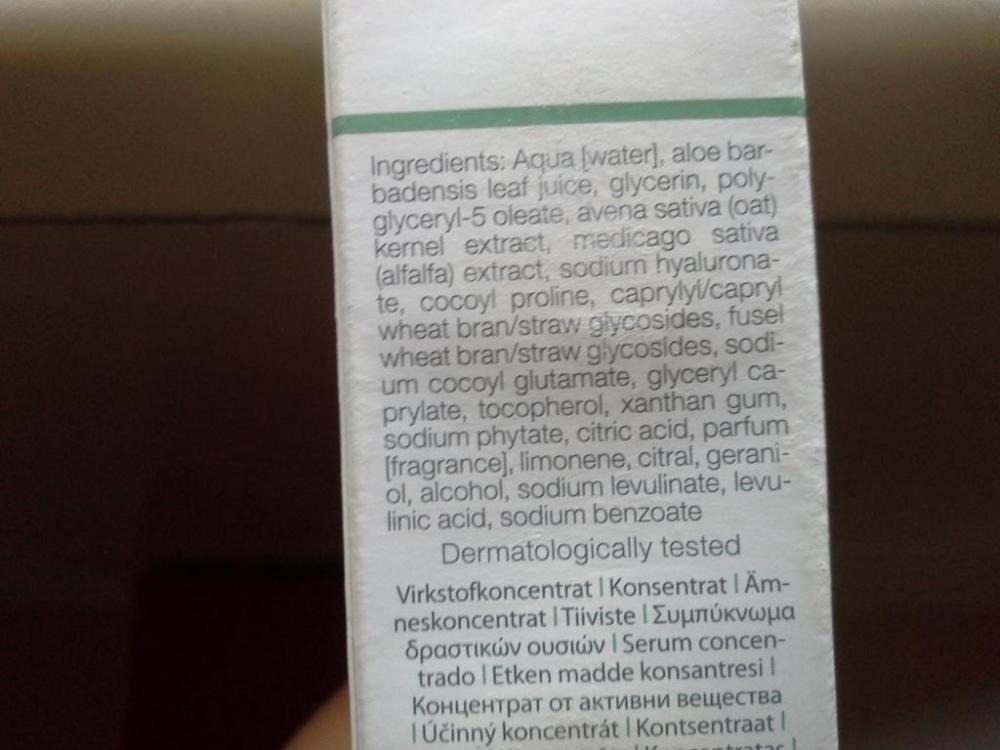 Ingredients: Aqua [water], aloe bar-
badensis leaf juice, glycerin, poly-
glyceryl-5 oleate, avena sativa (oat)
kernel extract, medicago sativa
(alfalfa) extract, sodium hyalurona-
te, cocoyl proline, caprylyl/capryl
wheat bran/straw glycosides, fusel
wheat bran/straw glycosides, sodi-
um cocoyl glutamate, glyceryl ca-
prylate, tocopherol, xanthan gum,
sodium phytate, citric acid, parfum
[fragrance], limonene, citral, gerani-
ol, alcohol, sodium levulinate, levu-
linic acid, sodium benzoate
Dermatologically tested
Virkstofkoncentrat | Konsentrat | Äm-
neskoncentrat | Tiiviste | Συμπύκνωμα
δραστικών ουσιών | Serum concen-
trado | Etken madde konsantresi |
Концентрат от активни вещества
| Účinný koncentrát | Kontsentraat |